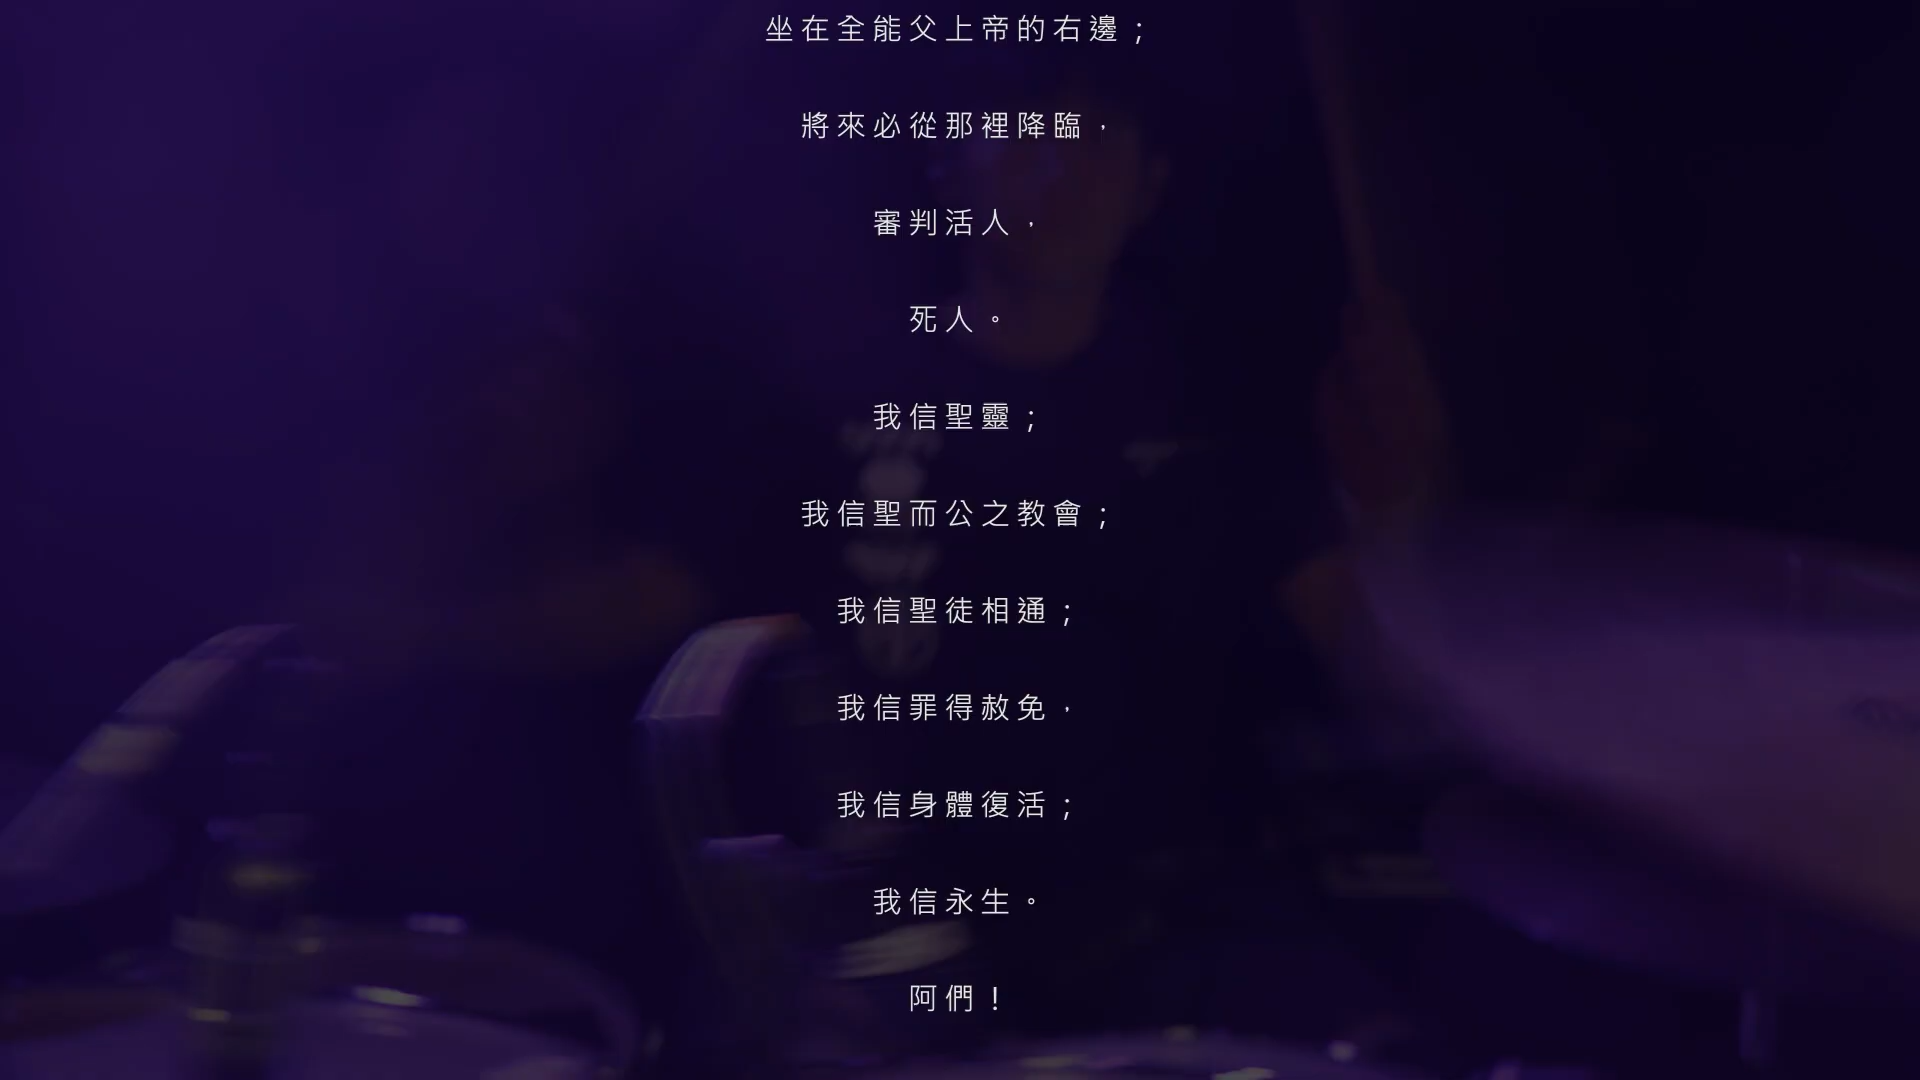 坐在全能父上帝的右邊；
將來必從那裡降臨，
審判活人，
死人。
我信聖靈；
我信聖而公之教會；
我信聖徒相通；
我信罪得赦免，
我信身體復活；
我信永生。
阿們！